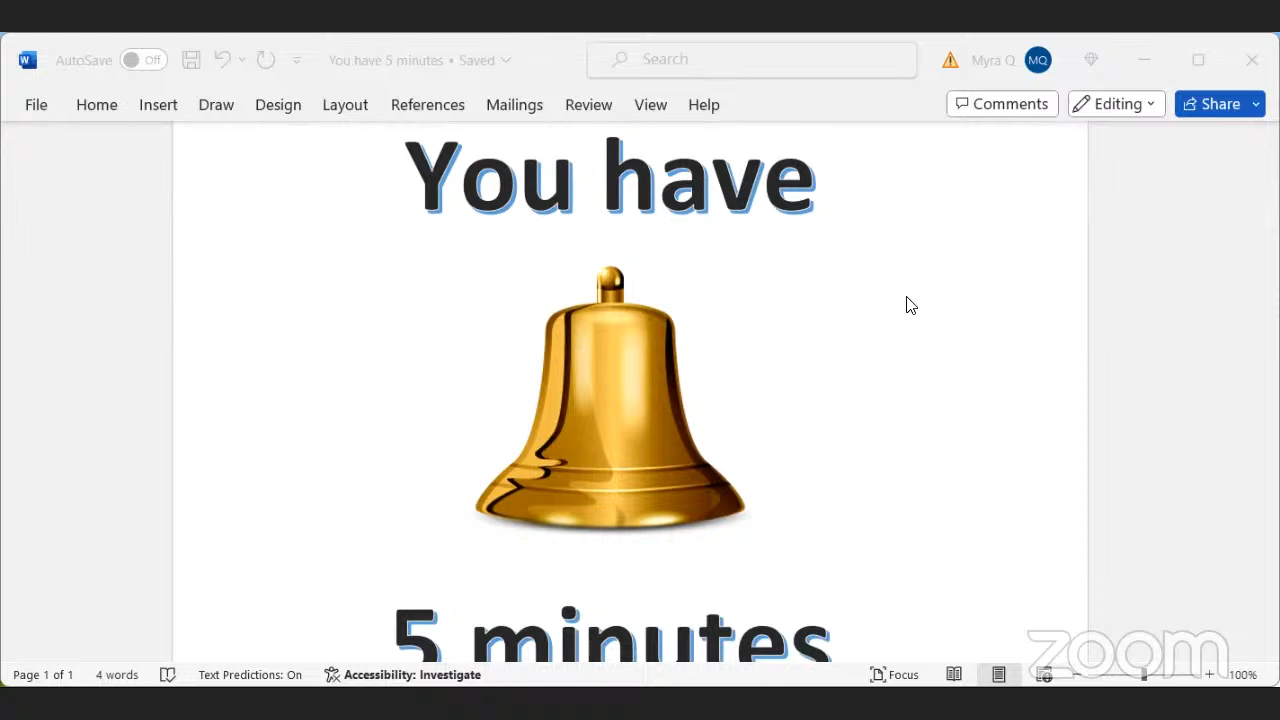 AutoSave Off You have 5 minutes • Saved Search Myra Q MQ
File Home Insert Draw Design Layout References Mailings Review View Help Comments Editing Share
You have
5 minutes
zoom
Page 1 of 1 4 words Text Predictions: On Accessibility: Investigate Focus 100%